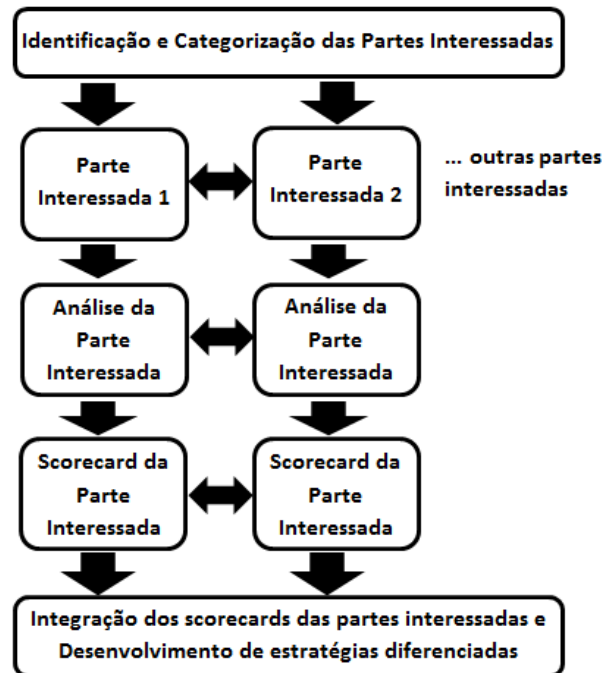 Identificação e Categorização das Partes Interessadas
Parte
Interessada 1
Parte
Interessada 2
... outras partes
interessadas
Análise da
Parte
Interessada
Análise da
Parte
Interessada
Scorecard da
Parte
Interessada
Scorecard da
Parte
Interessada
Integração dos scorecards das partes interessadas e
Desenvolvimento de estratégias diferenciadas